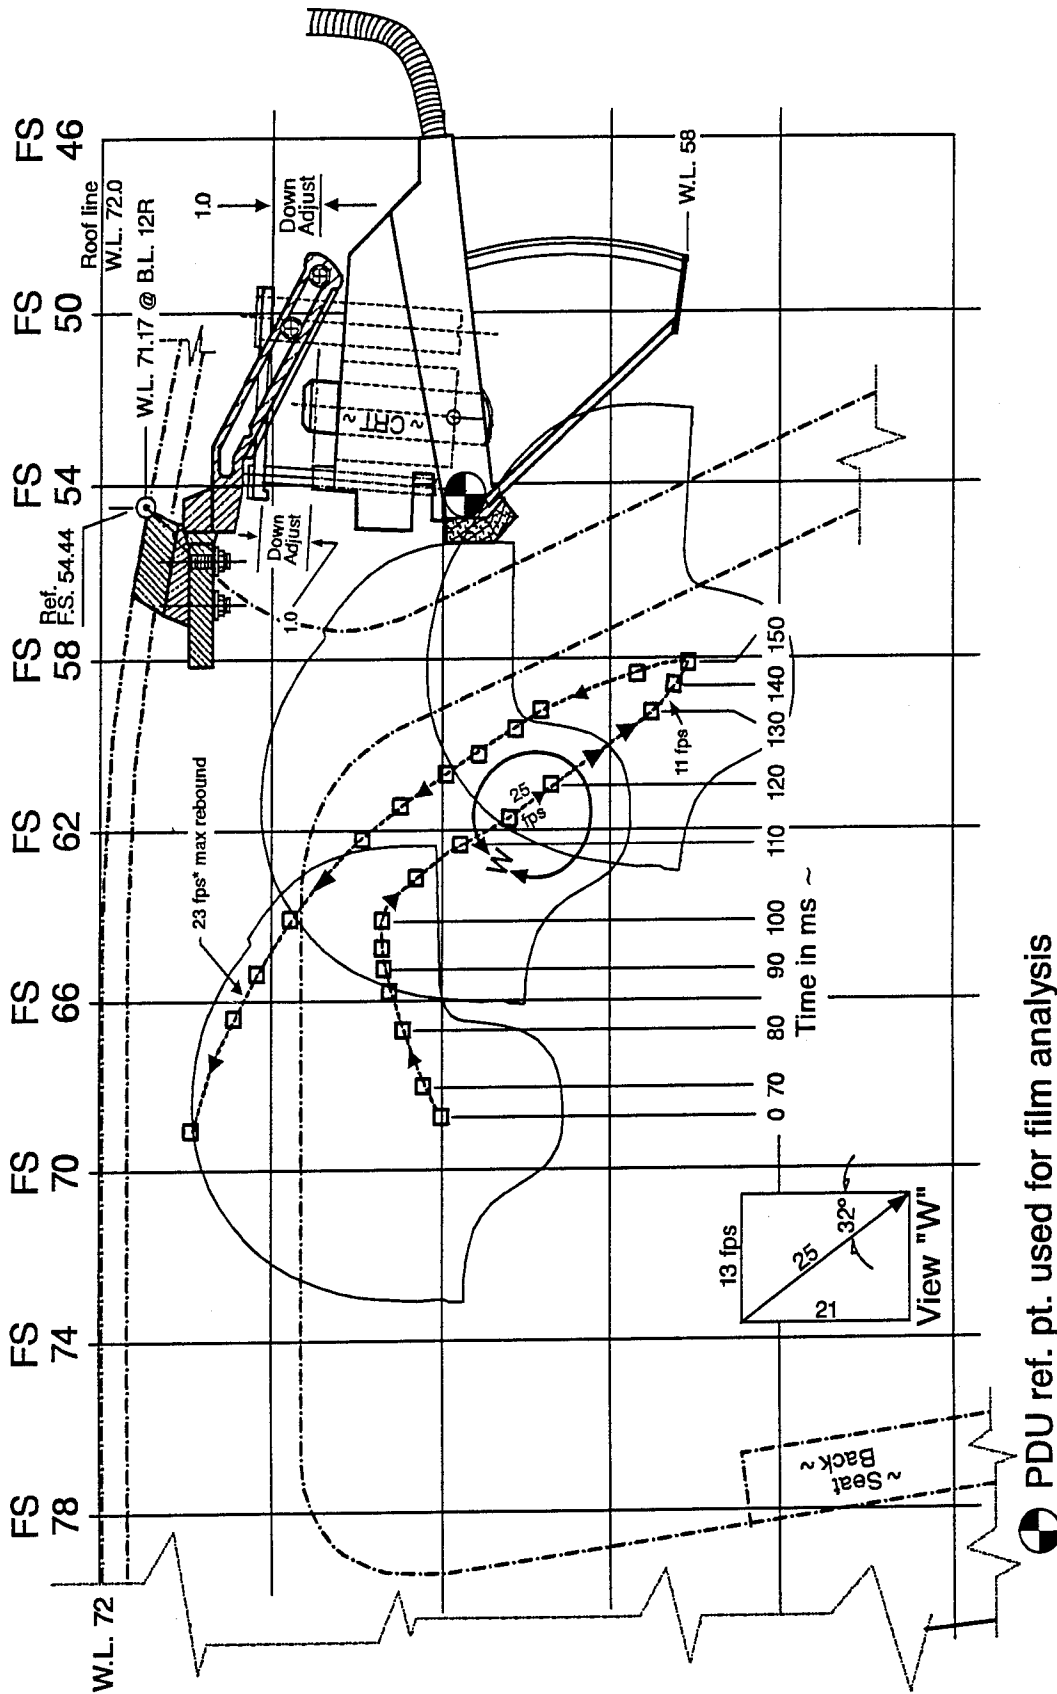 FS 46
FS 50
FS 54
FS 58
FS 62
FS 66
FS 70
FS 74
FS 78
W.L. 72
Roof line
W.L. 72.0
W.L. 71.17 @ B.L. 12R
Ref.
F.S. 54.44
1.0
Down
Adjust
Down
Adjust
1.0
~ CRT ~
W.L. 58
23 fps* max rebound
25
fps
W
11 fps
0 70 80 90 100 110 120 130 140 150
Time in ms ~
13 fps
25
32°
21
View "W"
~ Seat
Back ~
PDU ref. pt. used for film analysis